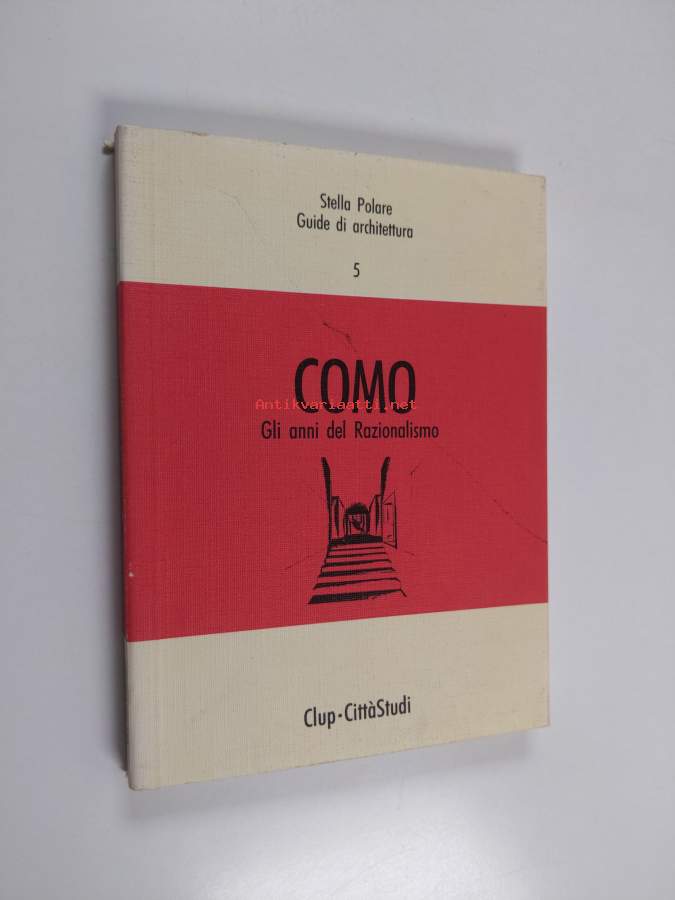 Stella Polare
Guide di architettura
5
COMO
Antikvariaatti.net
Gli anni del Razionalismo
Clup·CittàStudi